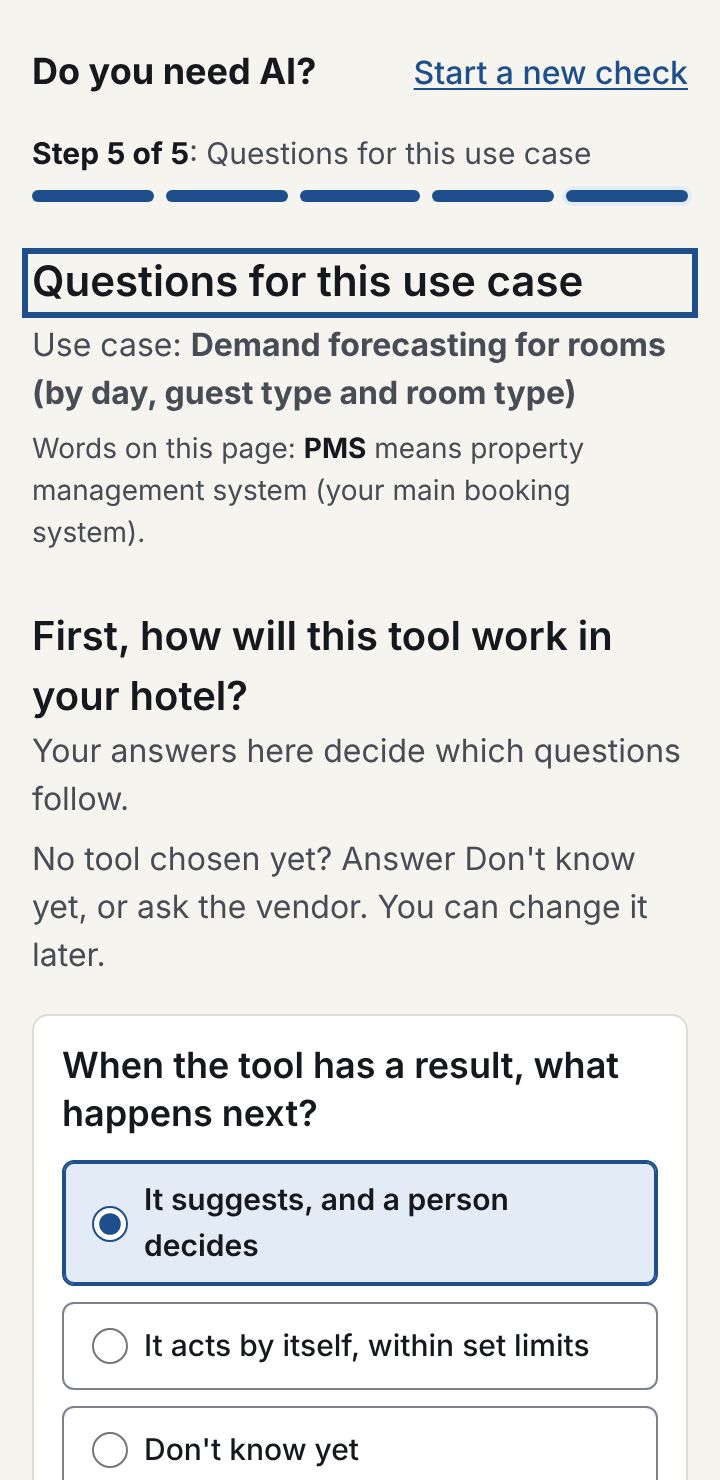 Do you need AI?
Start a new check
Step 5 of 5: Questions for this use case
Questions for this use case
Use case: Demand forecasting for rooms
(by day, guest type and room type)
Words on this page: PMS means property
management system (your main booking
system).
First, how will this tool work in
your hotel?
Your answers here decide which questions
follow.
No tool chosen yet? Answer Don't know
yet, or ask the vendor. You can change it
later.
When the tool has a result, what
happens next?
It suggests, and a person
decides
It acts by itself, within set limits
Don't know yet